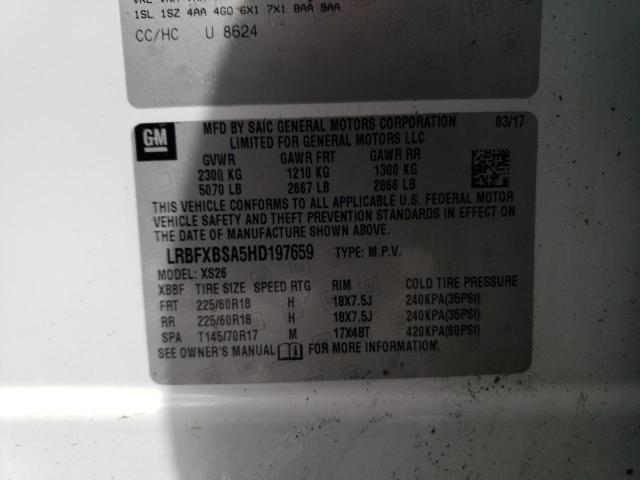 1SL 1SZ 4AA 4G0 6X1 7X1 8AA 9AA
CC/HC U 8624
GM
MFD BY SAIC GENERAL MOTORS CORPORATION 03/17
LIMITED FOR GENERAL MOTORS LLC
GVWR GAWR FRT GAWR RR
2300 KG 1210 KG 1300 KG
5070 LB 2667 LB 2866 LB
THIS VEHICLE CONFORMS TO ALL APPLICABLE U.S. FEDERAL MOTOR
VEHICLE SAFETY AND THEFT PREVENTION STANDARDS IN EFFECT ON
THE DATE OF MANUFACTURE SHOWN ABOVE.
LRBFXBSA5HD197659 TYPE: M.P.V.
MODEL: XS26
XBBF TIRE SIZE SPEED RTG RIM COLD TIRE PRESSURE
FRT 225/60R18 H 18X7.5J 240KPA(35PSI)
RR 225/60R18 H 18X7.5J 240KPA(35PSI)
SPA T145/70R17 M 17X4BT 420KPA(60PSI)
SEE OWNER'S MANUAL FOR MORE INFORMATION.